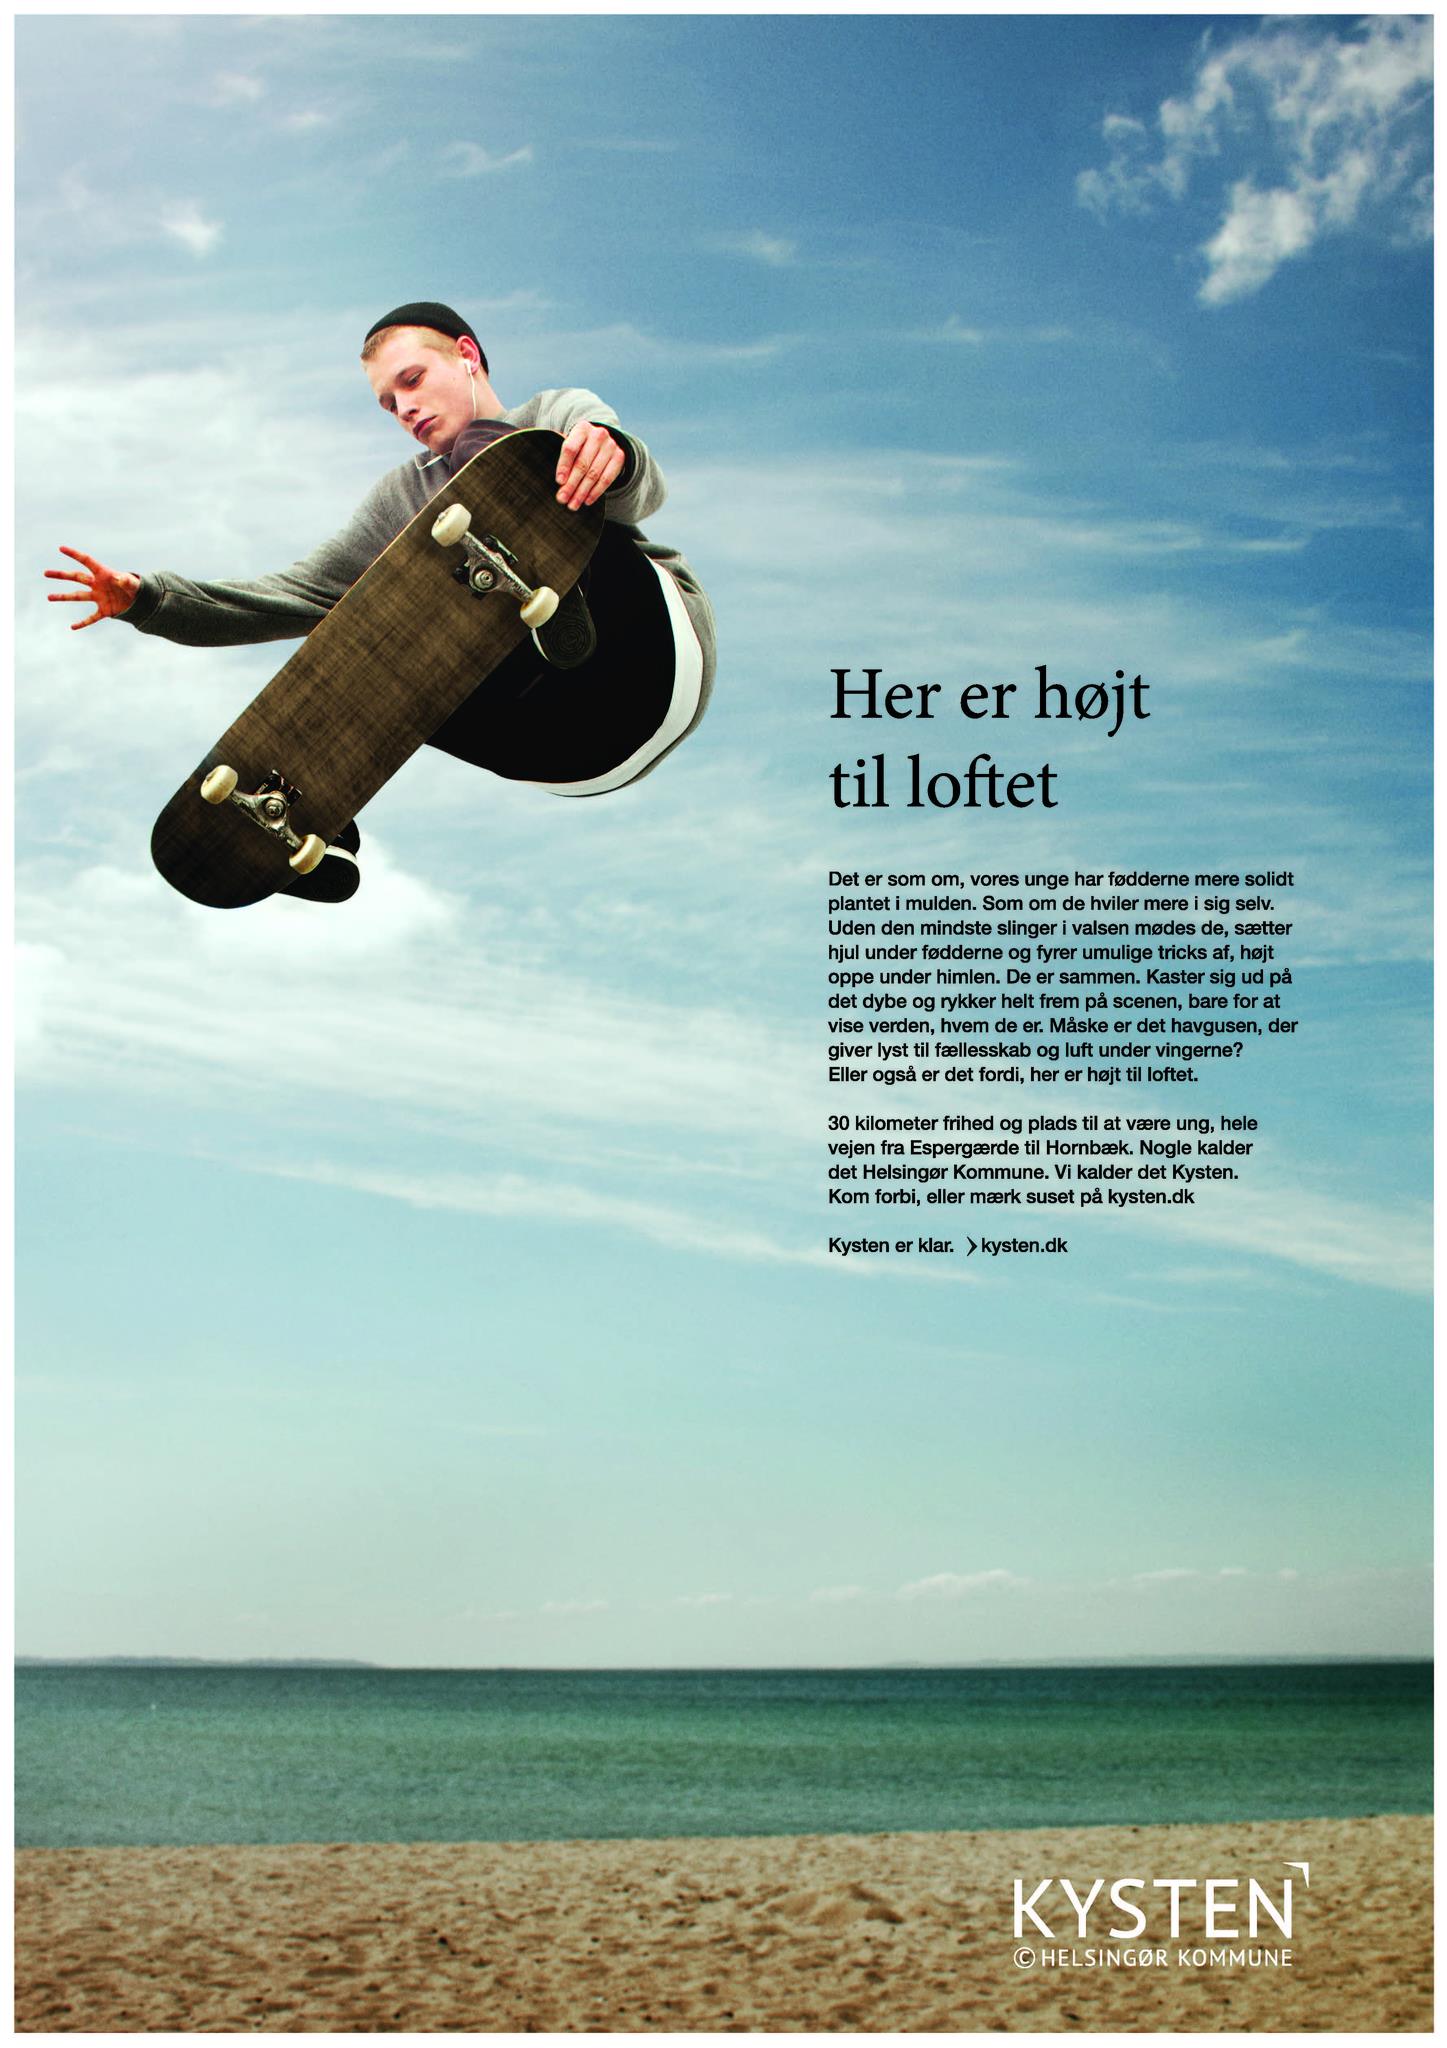 Her er højt
til loftet
Det er som om, vores unge har fødderne mere solidt
plantet i mulden. Som om de hviler mere i sig selv.
Uden den mindste slinger i valsen mødes de, sætter
hjul under fødderne og fyrer umulige tricks af, højt
oppe under himlen. De er sammen. Kaster sig ud på
det dybe og rykker helt frem på scenen, bare for at
vise verden, hvem de er. Måske er det havgusen, der
giver lyst til fællesskab og luft under vingerne?
Eller også er det fordi, her er højt til loftet.
30 kilometer frihed og plads til at være ung, hele
vejen fra Espergærde til Hornbæk. Nogle kalder
det Helsingør Kommune. Vi kalder det Kysten.
Kom forbi, eller mærk suset på kysten.dk
Kysten er klar. > kysten.dk
KYSTEN
© HELSINGØR KOMMUNE